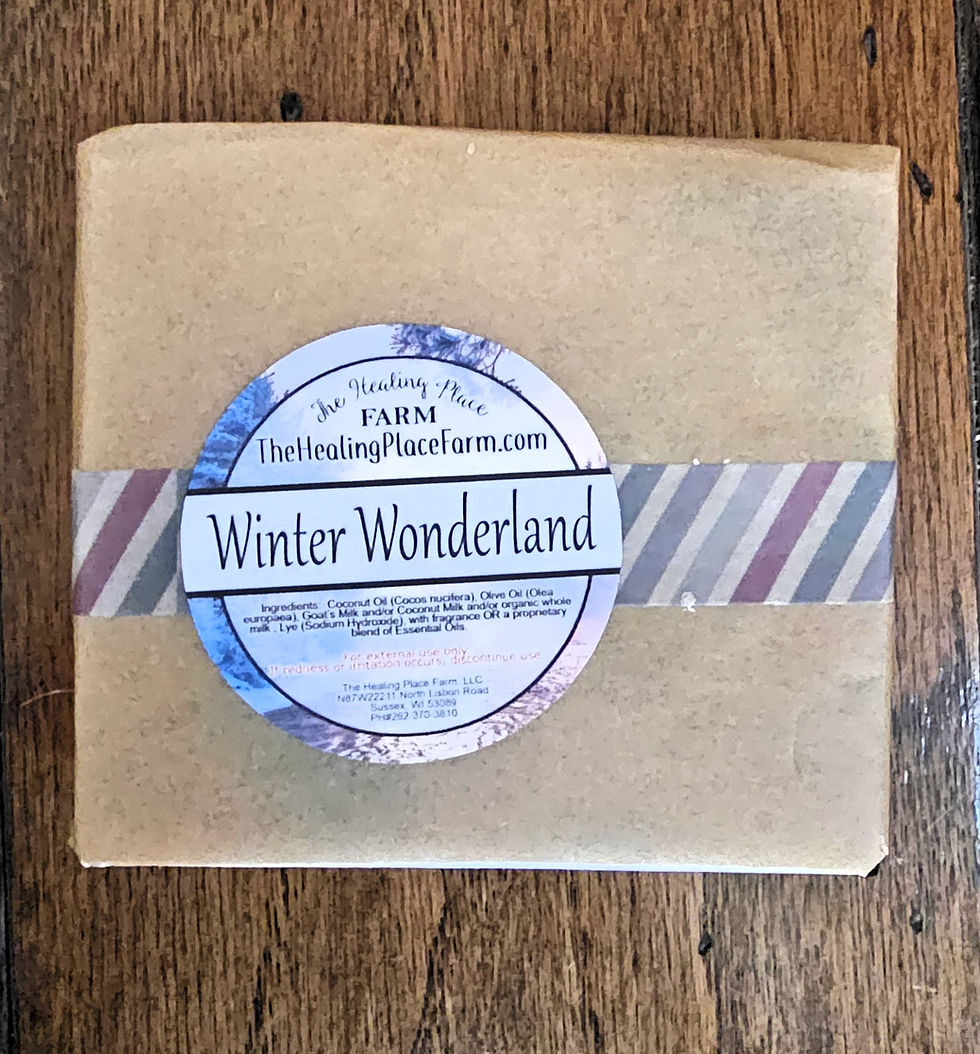 The Healing Place
FARM
TheHealingPlaceFarm.com
Winter Wonderland
Ingredients: Coconut Oil (Cocos nucifera), Olive Oil (Olea
europaea), Goat's Milk and/or Coconut Milk and/or organic whole
milk , Lye (Sodium Hydroxide), with fragrance OR a proprietary
blend of Essential Oils.
For external use only
*If redness or irritation occurs, discontinue use
The Healing Place Farm, LLC
N87W22211 North Lisbon Road
Sussex, WI 53089
PH#262-373-3810